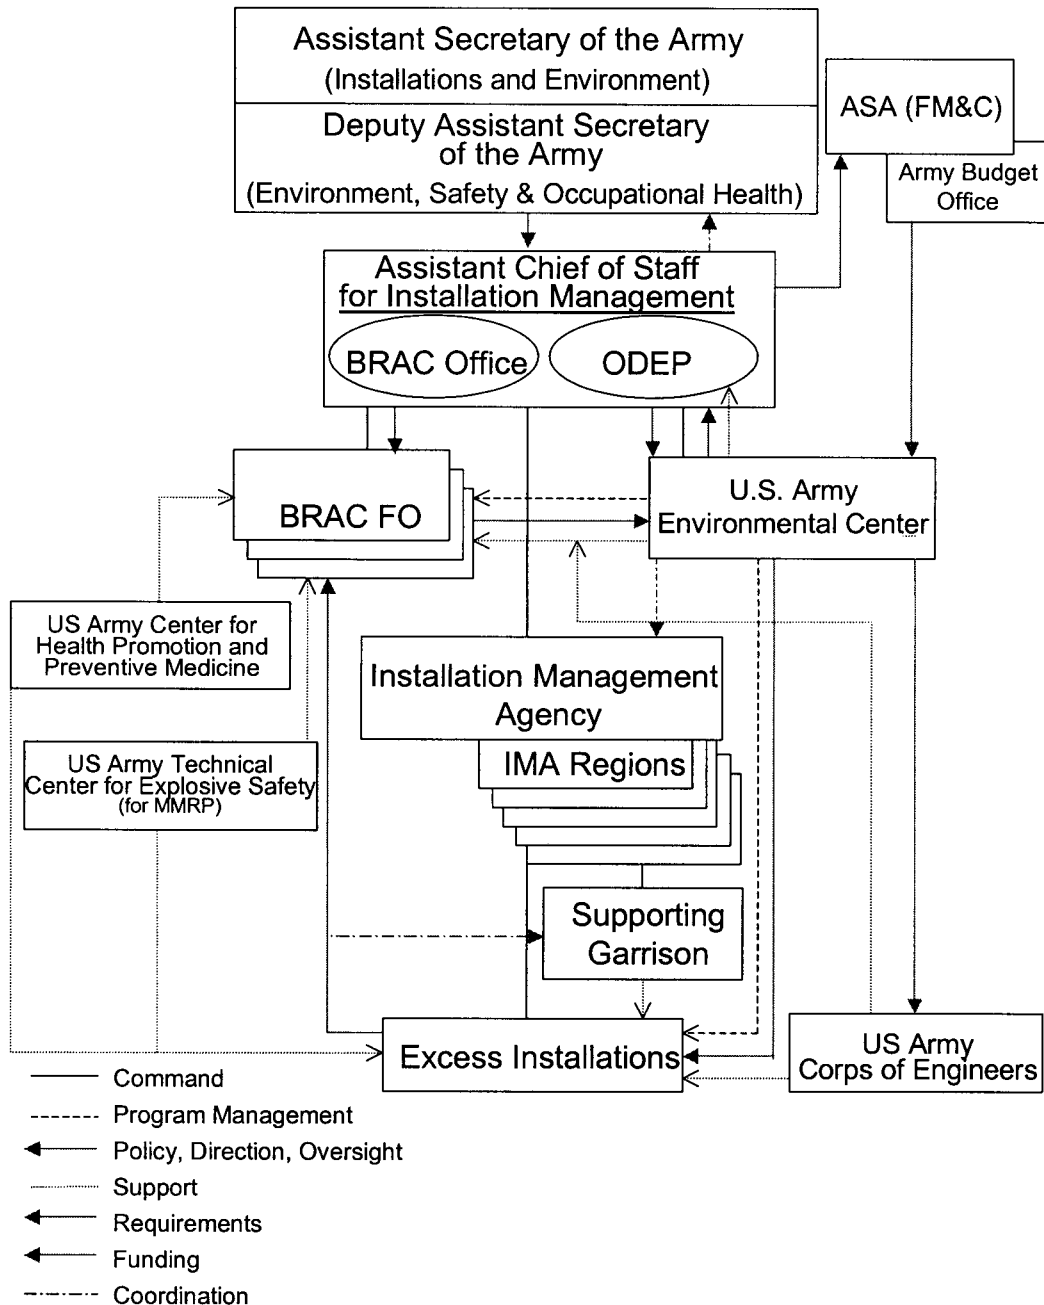 Assistant Secretary of the Army
(Installations and Environment)
Deputy Assistant Secretary
of the Army
(Environment, Safety & Occupational Health)
ASA (FM&C)
Army Budget
Office
Assistant Chief of Staff
for Installation Management
BRAC Office
ODEP
BRAC FO
U.S. Army
Environmental Center
US Army Center for
Health Promotion and
Preventive Medicine
Installation Management
Agency
IMA Regions
US Army Technical
Center for Explosive Safety
(for MMRP)
Supporting
Garrison
Excess Installations
US Army
Corps of Engineers
Command
Program Management
Policy, Direction, Oversight
Support
Requirements
Funding
Coordination